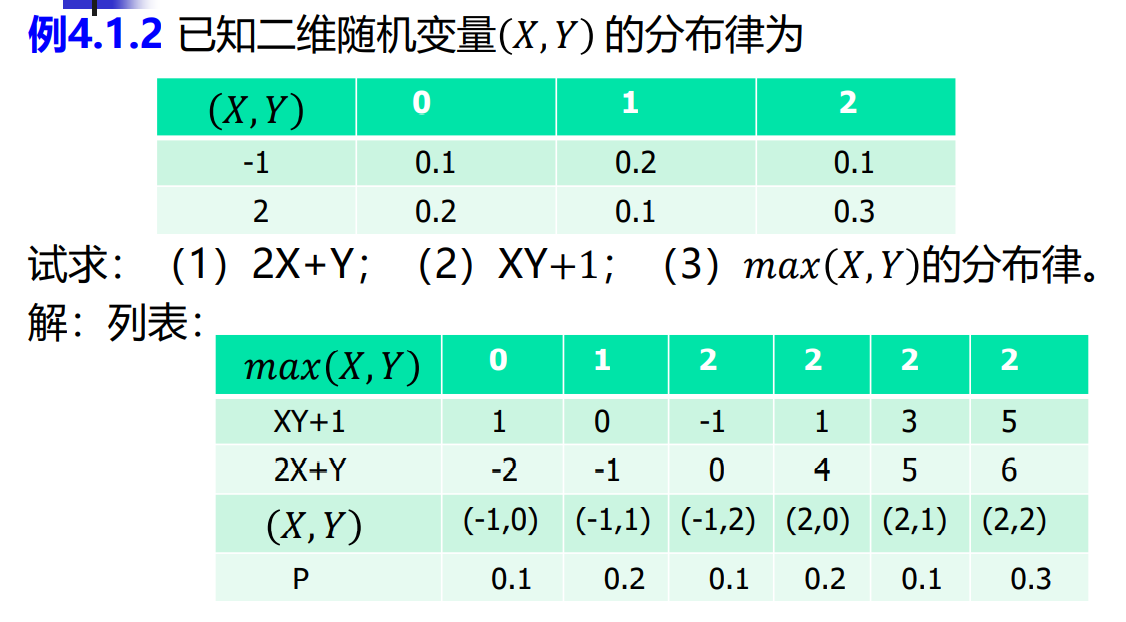 例4.1.2 已知二维随机变量(X,Y) 的分布律为
(X,Y) 0 1 2
-1 0.1 0.2 0.1
2 0.2 0.1 0.3
试求：（1）2X+Y；（2）XY+1；（3）max(X,Y)的分布律。
解：列表：
max(X,Y) 0 1 2 2 2 2
XY+1 1 0 -1 1 3 5
2X+Y -2 -1 0 4 5 6
(X,Y) (-1,0) (-1,1) (-1,2) (2,0) (2,1) (2,2)
P 0.1 0.2 0.1 0.2 0.1 0.3